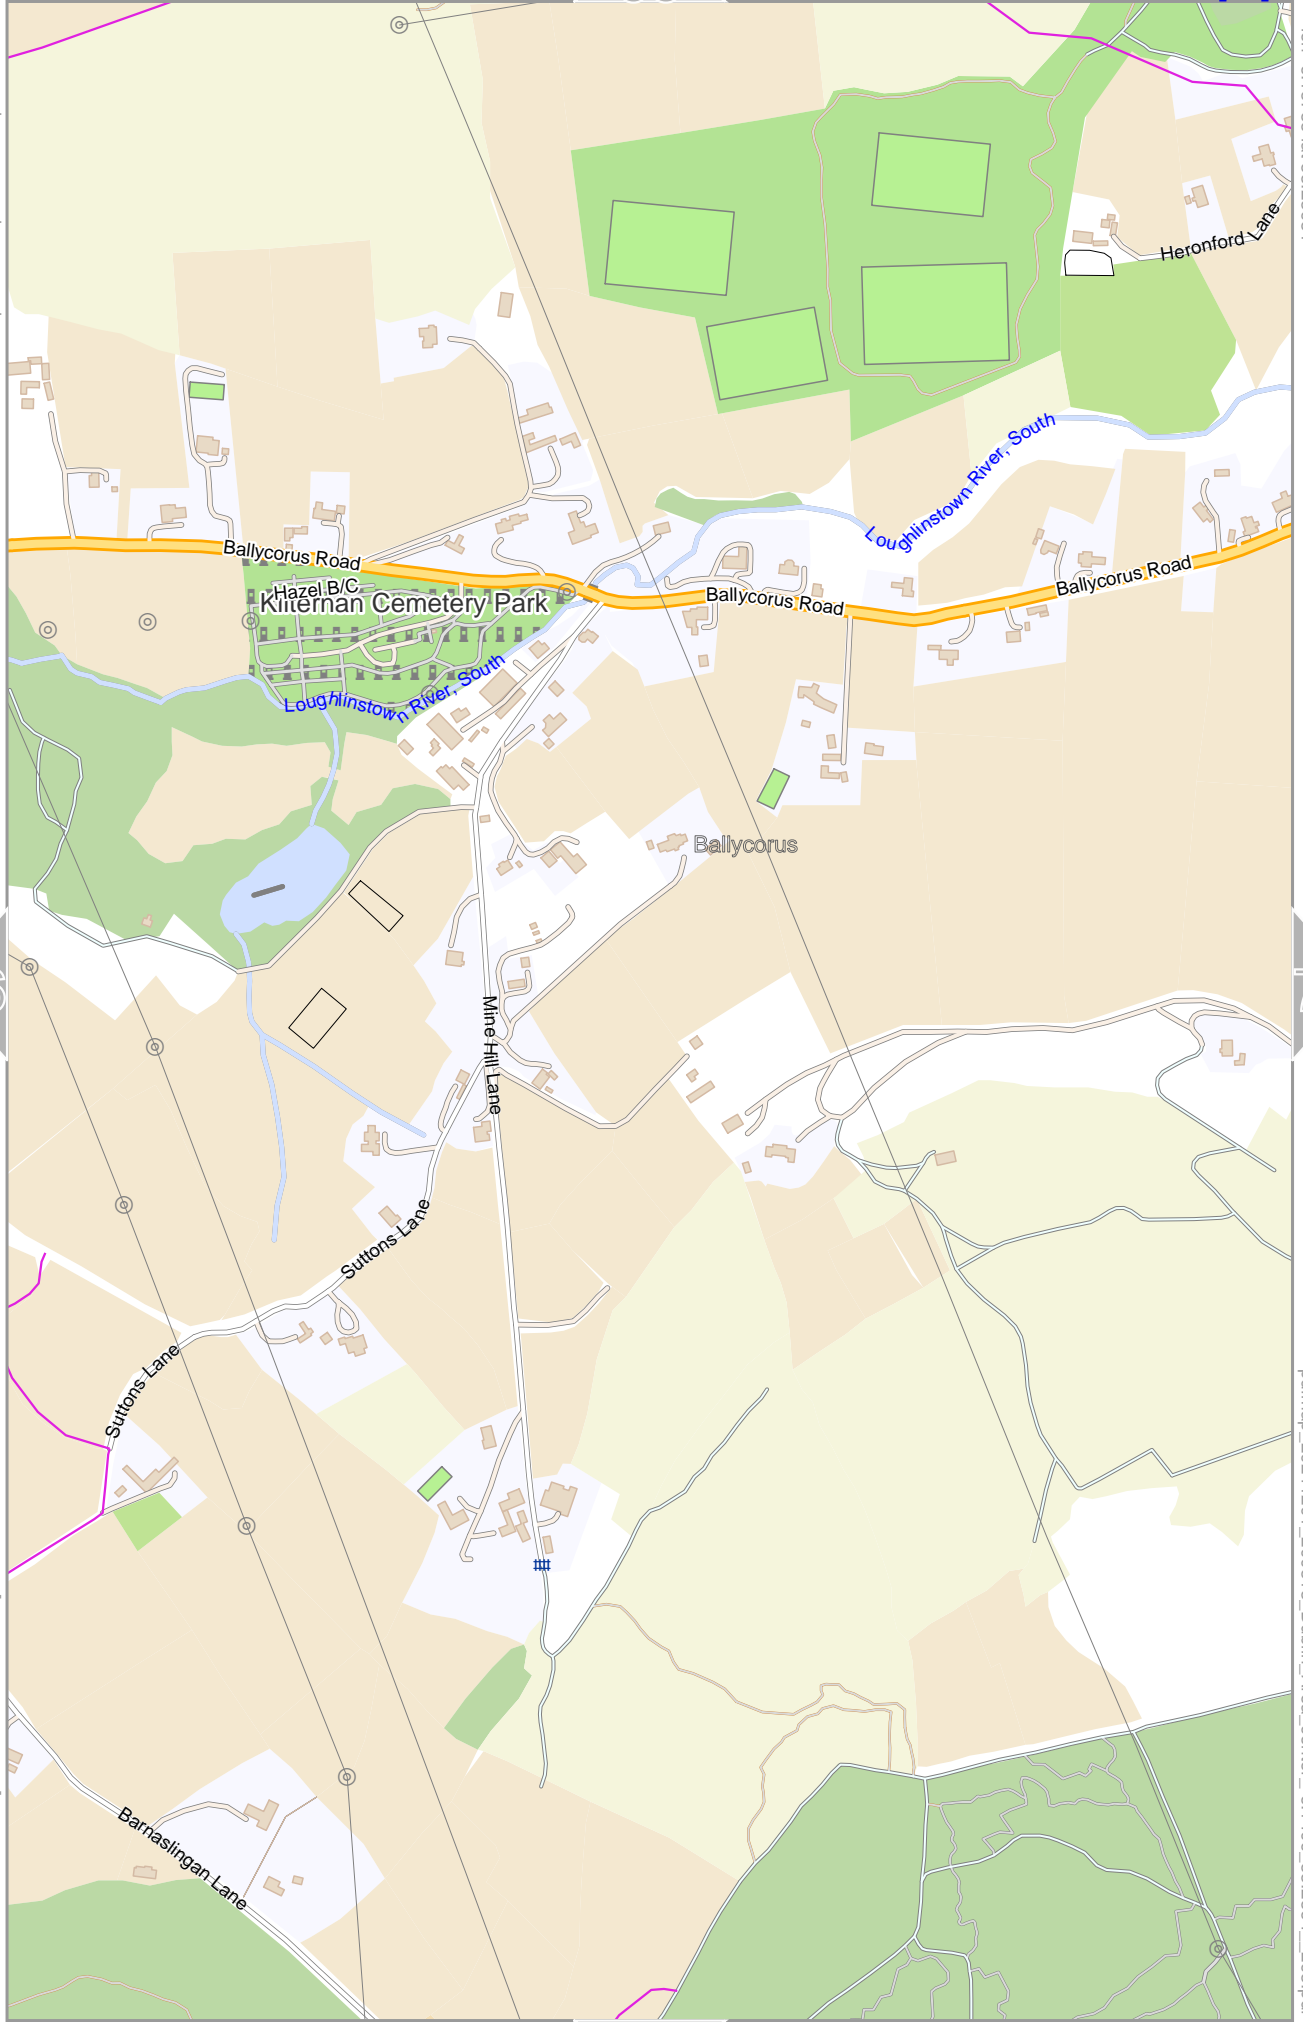 Heronford Lane
Loughlinstown River, South
Ballycorus Road
Ballycorus Road
Ballycorus Road
Hazel B/C
Kilternan Cemetery Park
Loughlinstown River, South
Ballycorus
Mine Hill Lane
Suttons Lane
Suttons Lane
Barnaslingan Lane